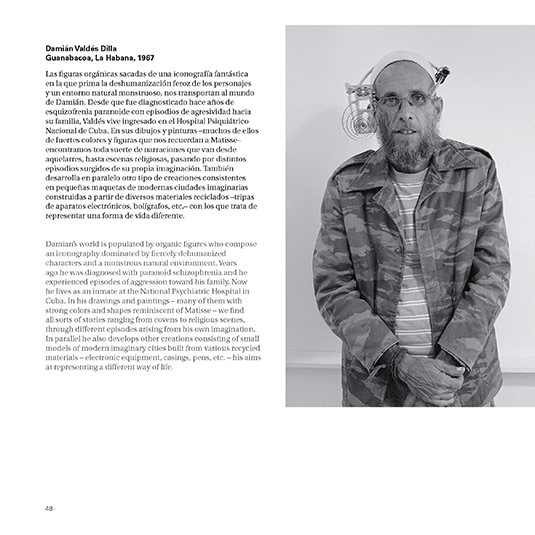 Damián Valdés Dilla
Guanabacoa, La Habana, 1967
Las figuras orgánicas sacadas de una iconografía fantástica
en la que prima la deshumanización feroz de los personajes
y un entorno natural monstruoso, nos transportan al mundo
de Damián. Desde que fue diagnosticado hace años de
esquizofrenia paranoide con episodios de agresividad hacia
su familia, Valdés vive ingresado en el Hospital Psiquiátrico
Nacional de Cuba. En sus dibujos y pinturas –muchos de ellos
de fuertes colores y figuras que nos recuerdan a Matisse–
encontramos toda suerte de narraciones que van desde
aquelarres, hasta escenas religiosas, pasando por distintos
episodios surgidos de su propia imaginación. También
desarrolla en paralelo otro tipo de creaciones consistentes
en pequeñas maquetas de modernas ciudades imaginarias
construidas a partir de diversos materiales reciclados –tripas
de aparatos electrónicos, bolígrafos, etc.– con los que trata de
representar una forma de vida diferente.
Damian's world is populated by organic figures who compose
an iconography dominated by fiercely dehumanized
characters and a monstrous natural environment. Years
ago he was diagnosed with paranoid schizophrenia and he
experienced episodes of aggression toward his family. Now
he lives as an inmate at the National Psychiatric Hospital in
Cuba. In his drawings and paintings – many of them with
strong colors and shapes reminiscent of Matisse – we find
all sorts of stories ranging from covens to religious scenes,
through different episodes arising from his own imagination.
In parallel he also develops other creations consisting of small
models of modern imaginary cities built from various recycled
materials – electronic equipment, casings, pens, etc. – his aims
at representing a different way of life.
48